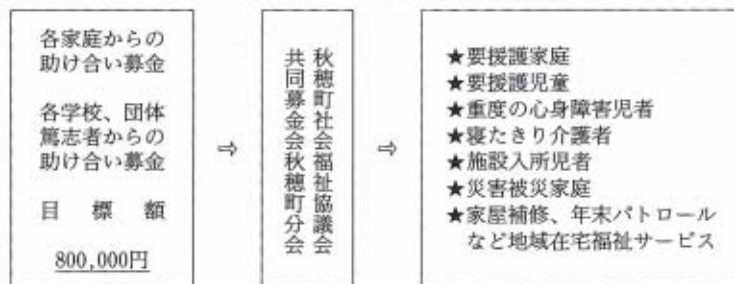 各家庭からの
助け合い募金
各学校、団体
篤志者からの
助け合い募金
目標額
800,000円
⇨
秋穂町社会福祉協議会
共同募金会秋穂町分会
⇨
★要援護家庭
★要援護児童
★重度の心身障害児者
★寝たきり介護者
★施設入所児者
★災害被災家庭
★家屋補修、年末パトロール
など地域在宅福祉サービス